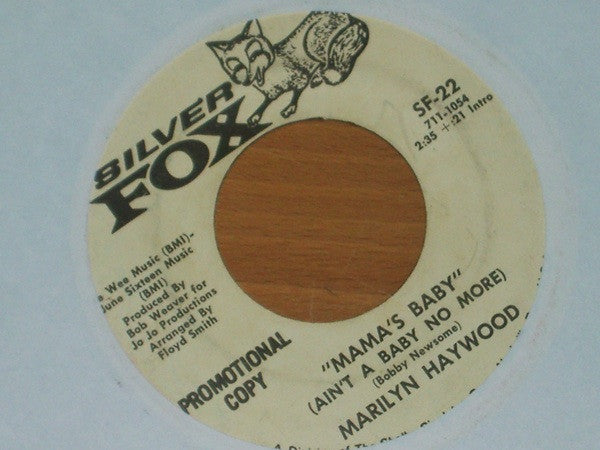 SILVER
FOX
SF-22
711-1054
2:35 + :21 Intro
Wee Music (BMI)-
June Sixteen Music
(BMI)
Produced By
Bob Weaver for
Ja Jo Productions
Arranged By
Floyd Smith
PROMOTIONAL
COPY
"MAMA'S BABY"
(AIN'T A BABY NO MORE)
(Bobby Newsome)
MARILYN HAYWOOD